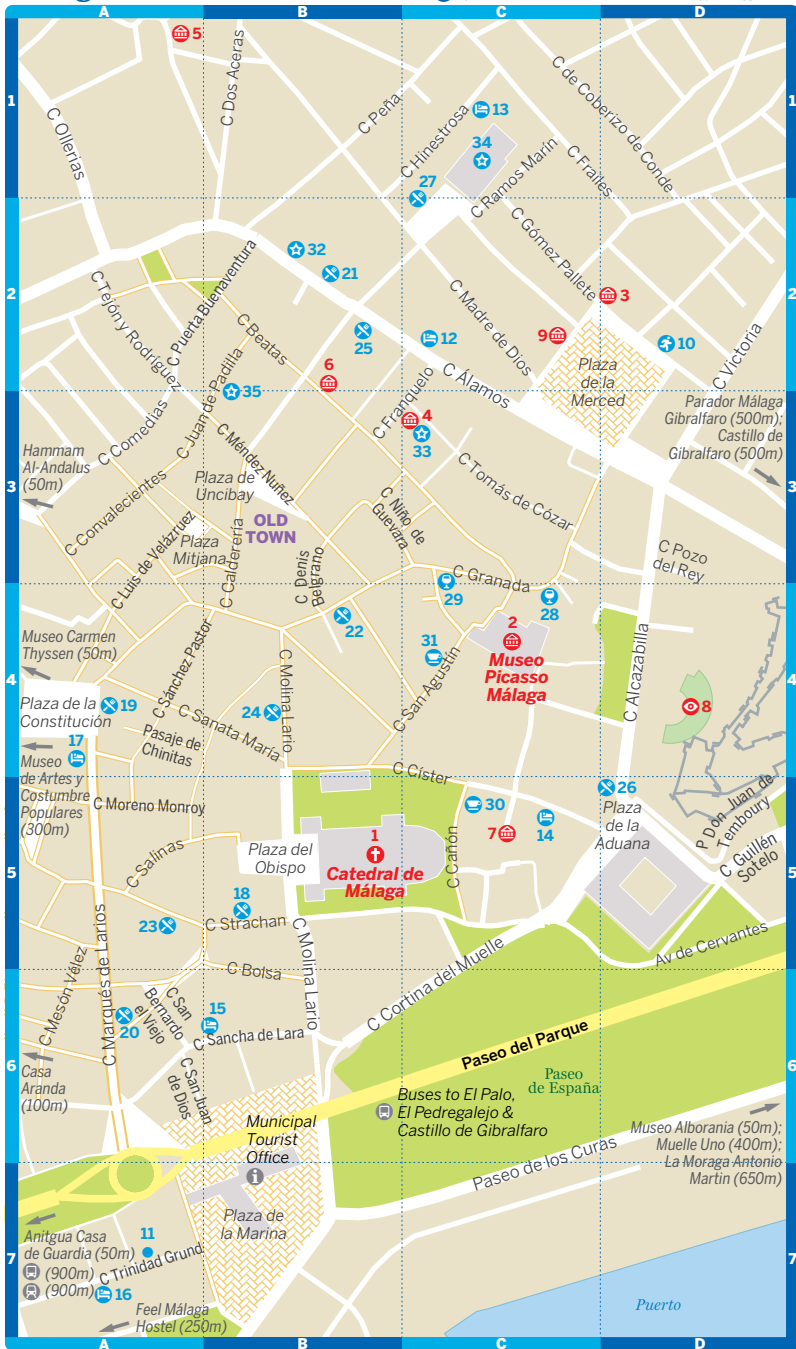 A B C D
5
C Dos Aceras
C Peña
C de Coberizo de Conde
1
1
C Ollerias
13
C Hinestrosa
34
C Ramos Marín
C Frailes
27
C Gómez Pallete
32
21
C Puerta Buenaventura
C Tejón y Rodríguez
2
2
C Beatas
25
12
C Madre de Dios
3
9
10
Plaza
de la
Merced
C Victoria
6
35
C Juan de Padilla
C Comedias
C Franquelo
4
33
C Álamos
Parador Málaga
Gibralfaro (500m);
Castillo de
Gibralfaro (500m)
Hammam
Al-Andalus
(50m)
C Méndez Nuñez
Plaza de
Uncibay
3
3
C Convalecientes
C Luis de Velázruez
Plaza
Mitjana
C Calderería
OLD
TOWN
C Denis
Belgrano
C Niño de
Guevara
C Tomás de Cózar
C Granada
29
28
C Pozo
del Rey
22
31
2
Museo
Picasso
Málaga
Museo Carmen
Thyssen (50m)
C Sánchez Pastor
C Molina Lario
C San Agustín
C Alcazabilla
4
4
Plaza de la
Constitución
19
24
8
C Sanata María
Pasaje de
Chinitas
17
Museo
de Artes y
Costumbre
Populares
(300m)
C Císter
26
C Moreno Monroy
30
14
7
Plaza
de la
Aduana
P Don Juan de
Temboury
C Guillén
Sotelo
C Salinas
Plaza del
Obispo
1
Catedral de
Málaga
C Cañón
5
5
18
23
C Strachan
C Molina Lario
C Bolsa
C Mesón Vélez
C Marqués de Larios
C Cortina del Muelle
Av de Cervantes
20
C San
Bernardo
el Viejo
15
C Sancha de Lara
C San Juan
de Dios
Paseo del Parque
6
6
Casa
Aranda
(100m)
Paseo
de España
Buses to El Palo,
El Pedregalejo &
Castillo de Gibralfaro
Municipal
Tourist
Office
i
Museo Alborania (50m);
Muelle Uno (400m);
La Moraga Antonio
Martin (650m)
Paseo de los Curas
Plaza de
la Marina
Anitgua Casa
de Guardia (50m)
(900m)
(900m)
11
C Trinidad Grund
16
7
7
Feel Málaga
Hostel (250m)
Puerto
A B C D